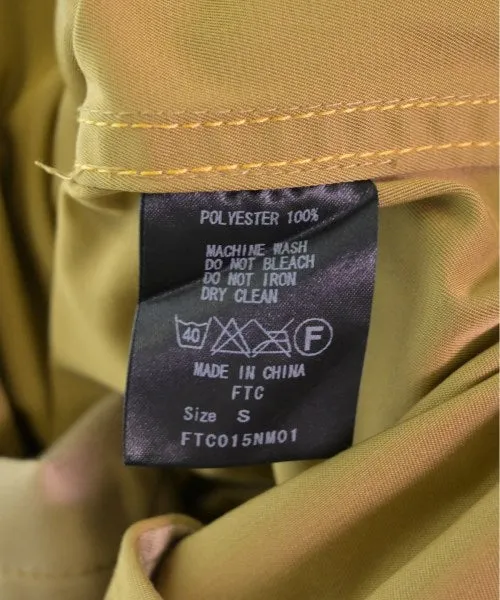 POLYESTER 100%
MACHINE WASH
DO NOT BLEACH
DO NOT IRON
DRY CLEAN
40 F
MADE IN CHINA
FTC
Size S
FTC015NM01